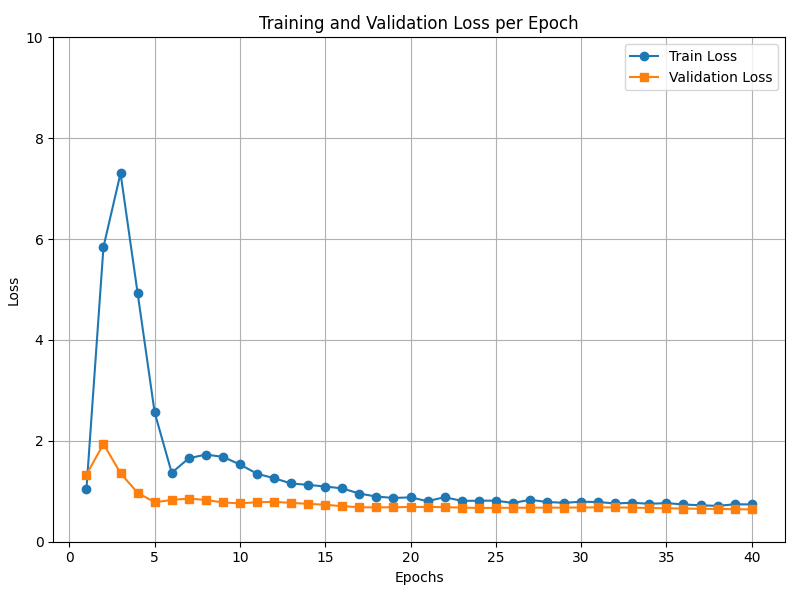 Training and Validation Loss per Epoch
Train Loss
Validation Loss
Loss
10
8
6
4
2
0
0 5 10 15 20 25 30 35 40
Epochs